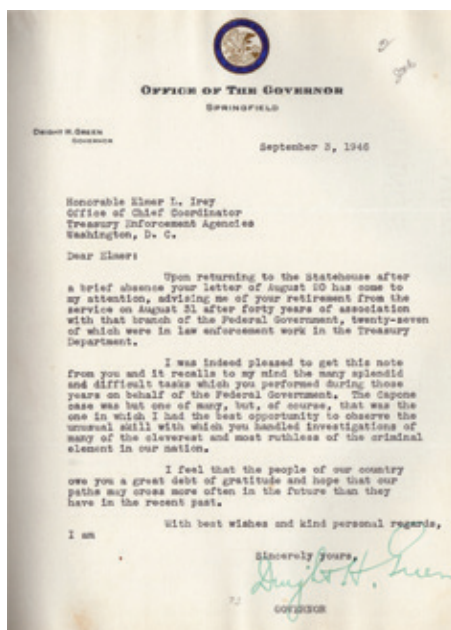 OFFICE OF THE GOVERNOR
SPRINGFIELD
DWIGHT H. GREEN
GOVERNOR
September 3, 1946
Honorable Elmer L. Irey
Office of Chief Coordinator
Treasury Enforcement Agencies
Washington, D. C.
Dear Elmer:
Upon returning to the Statehouse after
a brief absence your letter of August 20 has come to
my attention, advising me of your retirement from the
service on August 31 after forty years of association
with that branch of the Federal Government, twenty-seven
of which were in law enforcement work in the Treasury
Department.
I was indeed pleased to get this note
from you and it recalls to my mind the many splendid
and difficult tasks which you performed during those
years on behalf of the Federal Government. The Capone
case was but one of many, but, of course, that was the
one in which I had the best opportunity to observe the
unusual skill with which you handled investigations of
many of the cleverest and most ruthless of the criminal
element in our nation.
I feel that the people of our country
owe you a great debt of gratitude and hope that our
paths may cross more often in the future than they
have in the recent past.
With best wishes and kind personal regards,
I am
Sincerely yours,
Dwight H. Green
GOVERNOR